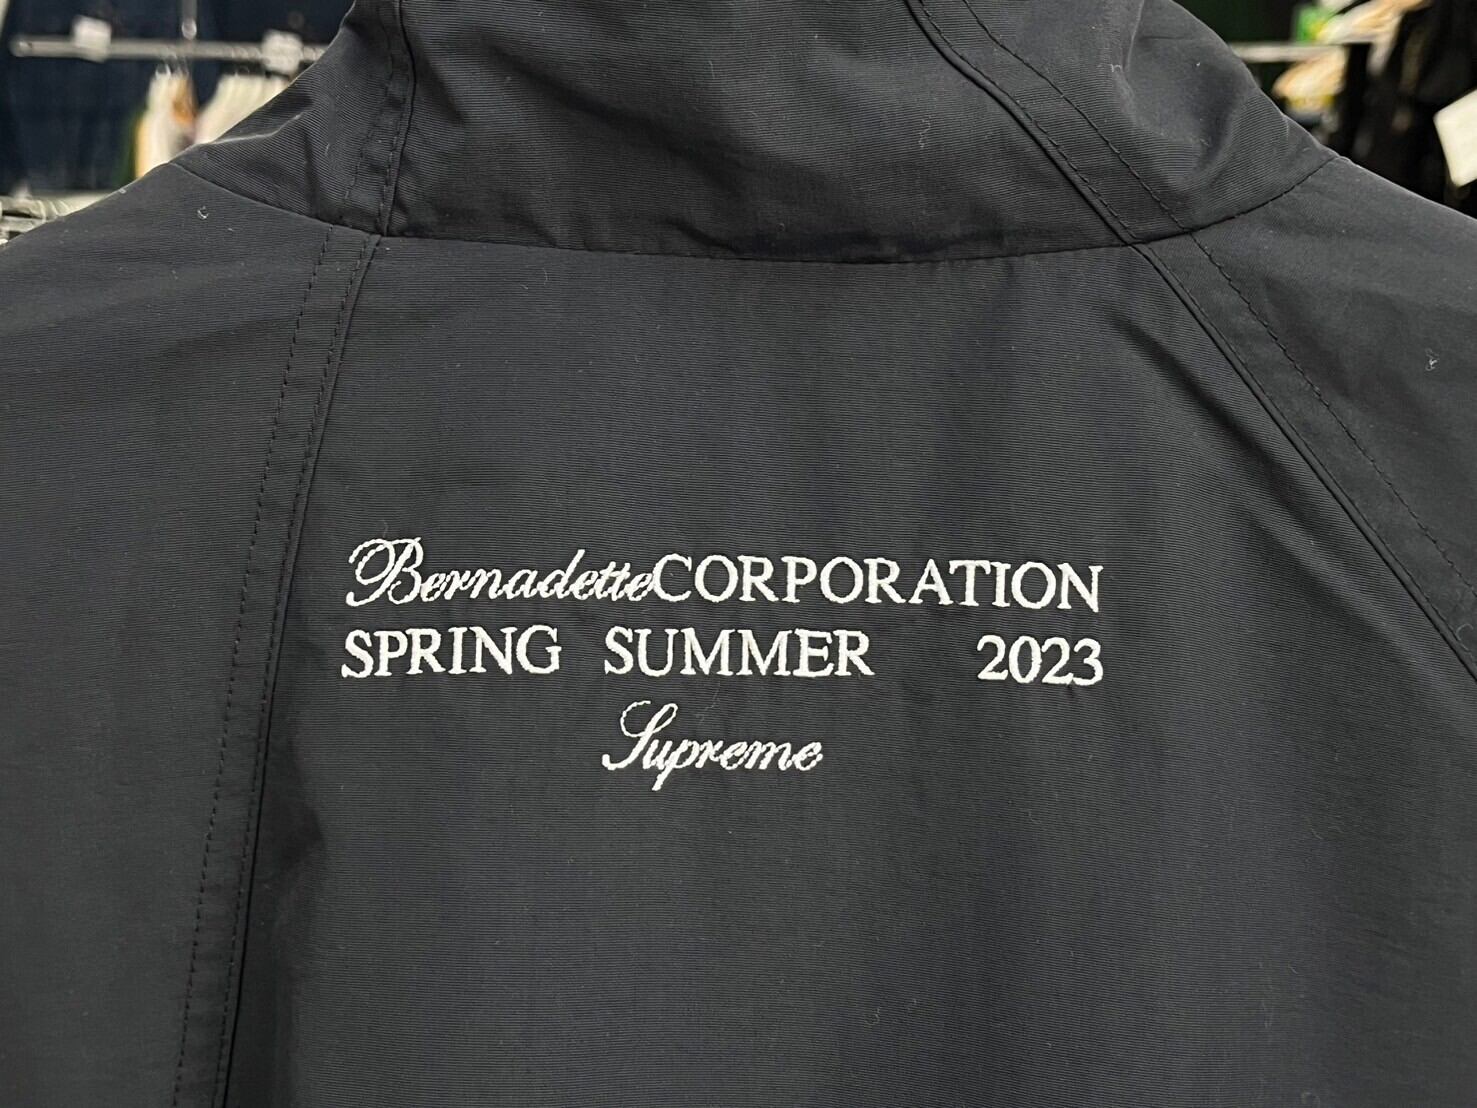 BernadetteCORPORATION
SPRING SUMMER 2023
Supreme